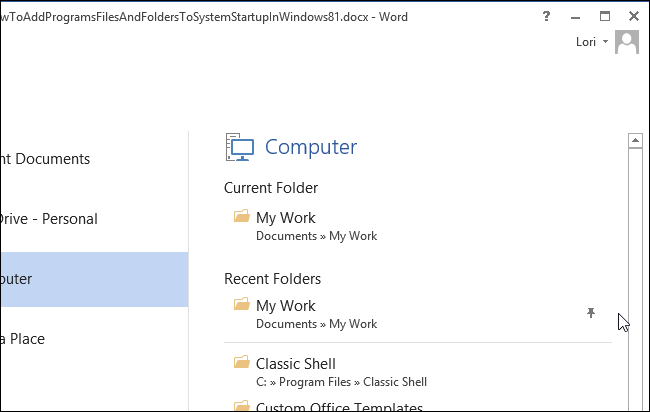 wToAddProgramsFilesAndFoldersToSystemStartupInWindows81.docx - Word
?
Lori
nt Documents
Drive - Personal
puter
a Place
Computer
Current Folder
My Work
Documents » My Work
Recent Folders
My Work
Documents » My Work
Classic Shell
C: » Program Files » Classic Shell
Custom Office Templates